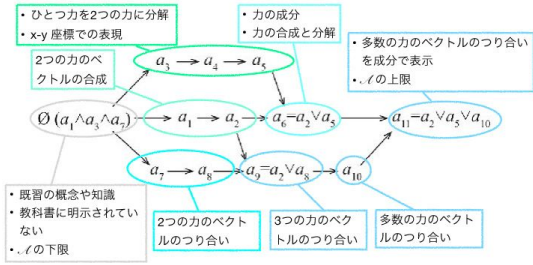 • ひとつ力を2つの力に分解
• x-y 座標での表現
• 力の成分
• 力の合成と分解
• 多数の力のベクトルのつり合い
を成分で表示
• 𝒜の上限
2つの力のベ
クトルの合成
a3 → a4 → a5
Ø (a1∧a3∧a7) → a1 → a2 → a6=a2∨a5 → a11=a2∨a5∨a10
a7 → a8 → a9=a2∨a8 → a10
• 既習の概念や知識
• 教科書に明示されてい
ない
• 𝒜の下限
2つの力のベクト
ルのつり合い
3つの力のベク
トルのつり合い
多数の力のベクト
ルのつり合い